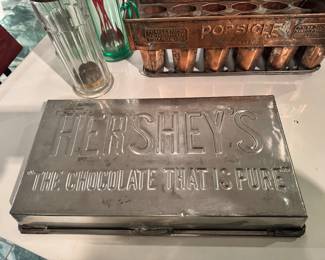 POPSICLE
HERSHEY'S
"THE CHOCOLATE THAT IS PURE"